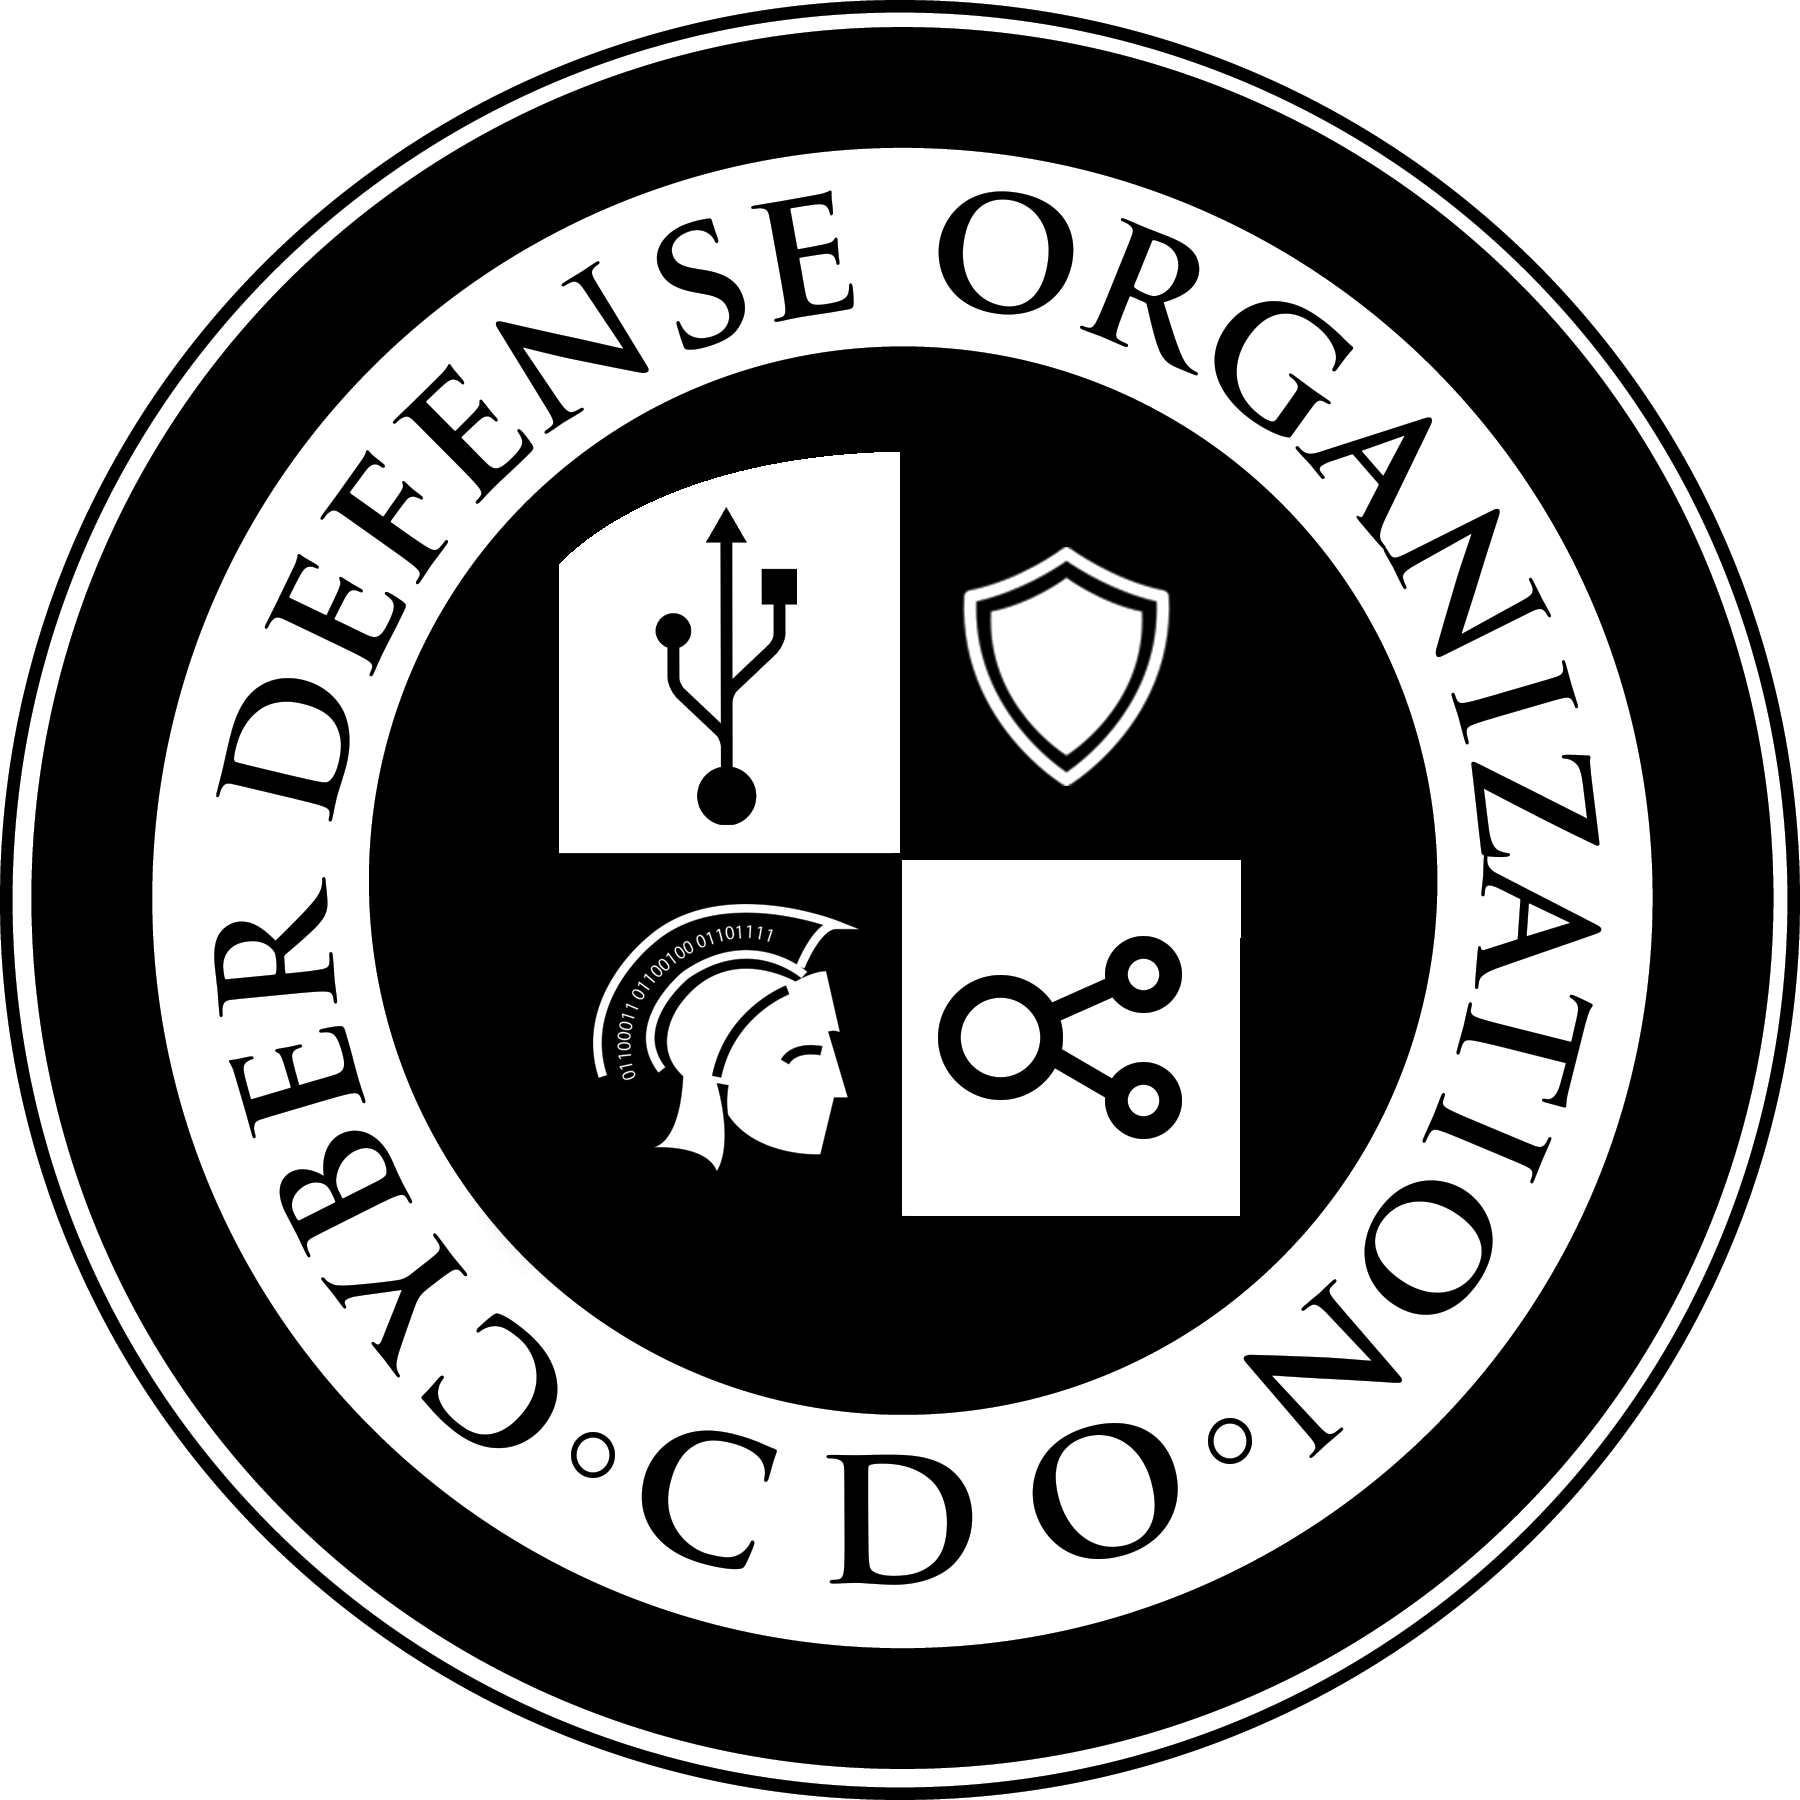 CYBER DEFENSE ORGANIZATION
CDO
01100011 01100100 01101111